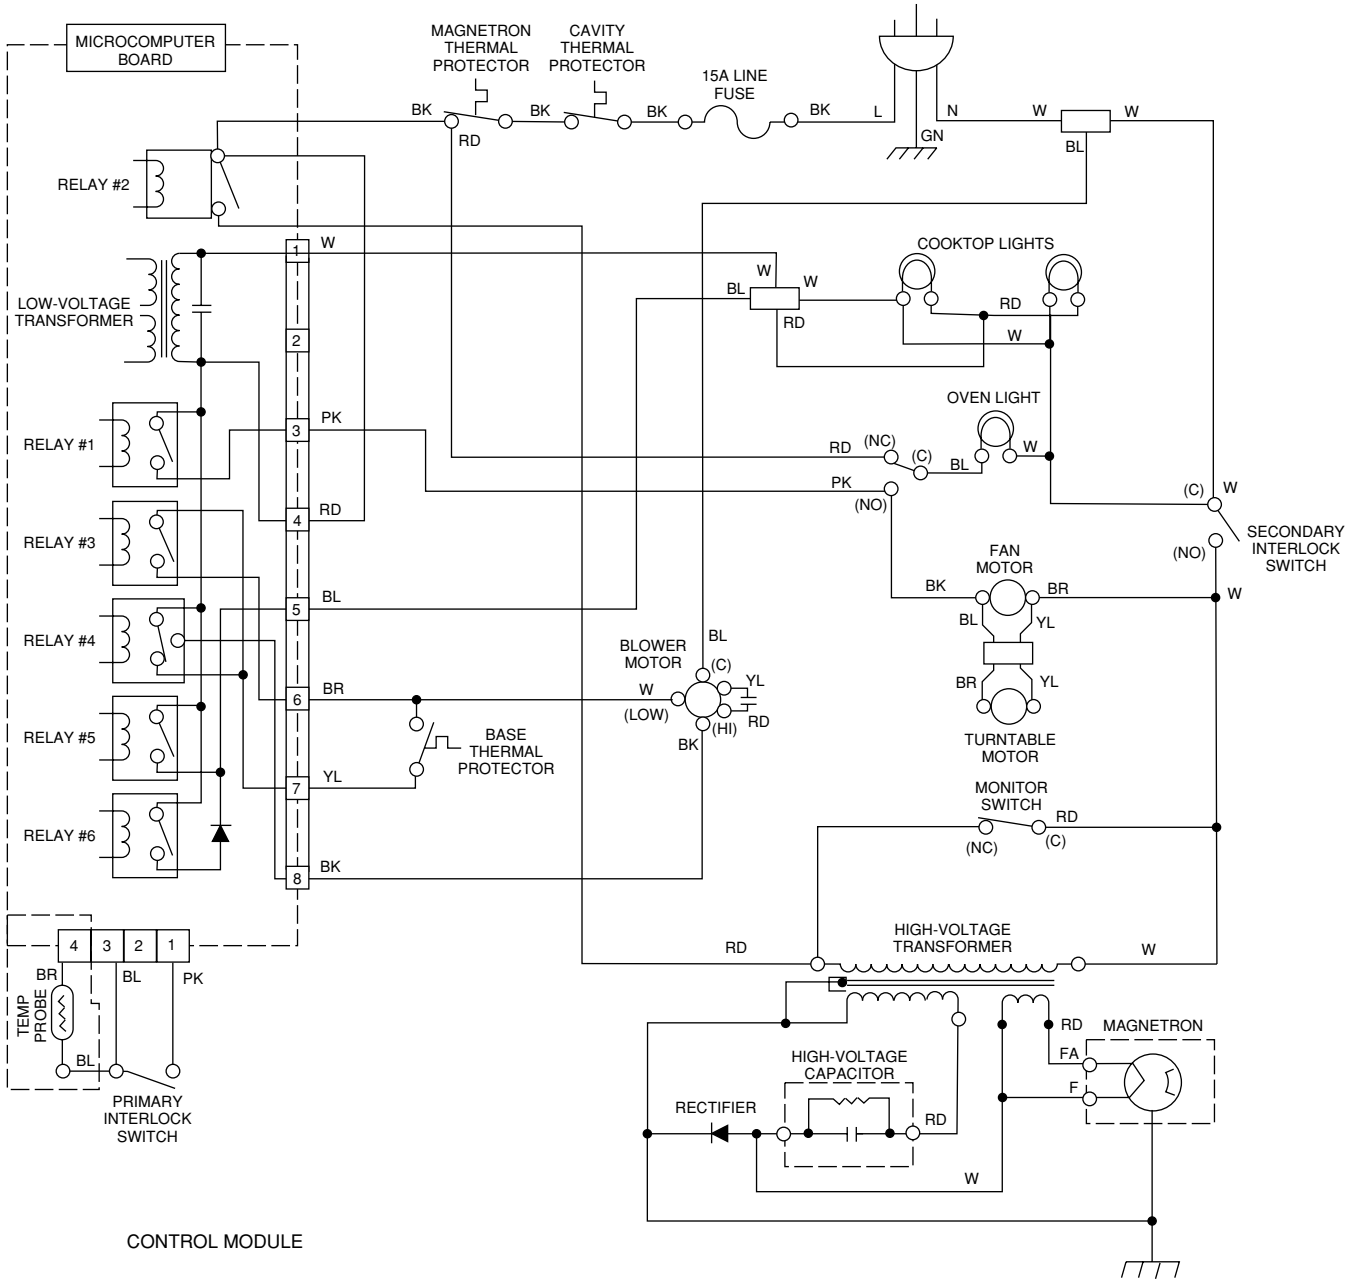 MICROCOMPUTER
BOARD
MAGNETRON
THERMAL
PROTECTOR
CAVITY
THERMAL
PROTECTOR
15A LINE
FUSE
BK
RD
BK
BK
BK
L
N
GN
W
W
BL
RELAY #2
1
W
LOW-VOLTAGE
TRANSFORMER
2
COOKTOP LIGHTS
W
BL
W
RD
RD
W
RELAY #1
3
PK
OVEN LIGHT
RD
(NC)
(C)
BL
W
PK
(NO)
RELAY #3
4
RD
(C)
W
SECONDARY
INTERLOCK
SWITCH
(NO)
FAN
MOTOR
BK
BR
W
BL
YL
BR
YL
TURNTABLE
MOTOR
5
BL
RELAY #4
BLOWER
MOTOR
BL
(C)
YL
W
(LOW)
RD
(HI)
BK
6
BR
RELAY #5
BASE
THERMAL
PROTECTOR
7
YL
MONITOR
SWITCH
RD
(NC)
(C)
RELAY #6
8
BK
4
3
2
1
BR
BL
PK
TEMP
PROBE
BL
PRIMARY
INTERLOCK
SWITCH
RD
HIGH-VOLTAGE
TRANSFORMER
W
RD
MAGNETRON
FA
F
HIGH-VOLTAGE
CAPACITOR
RECTIFIER
RD
W
CONTROL MODULE